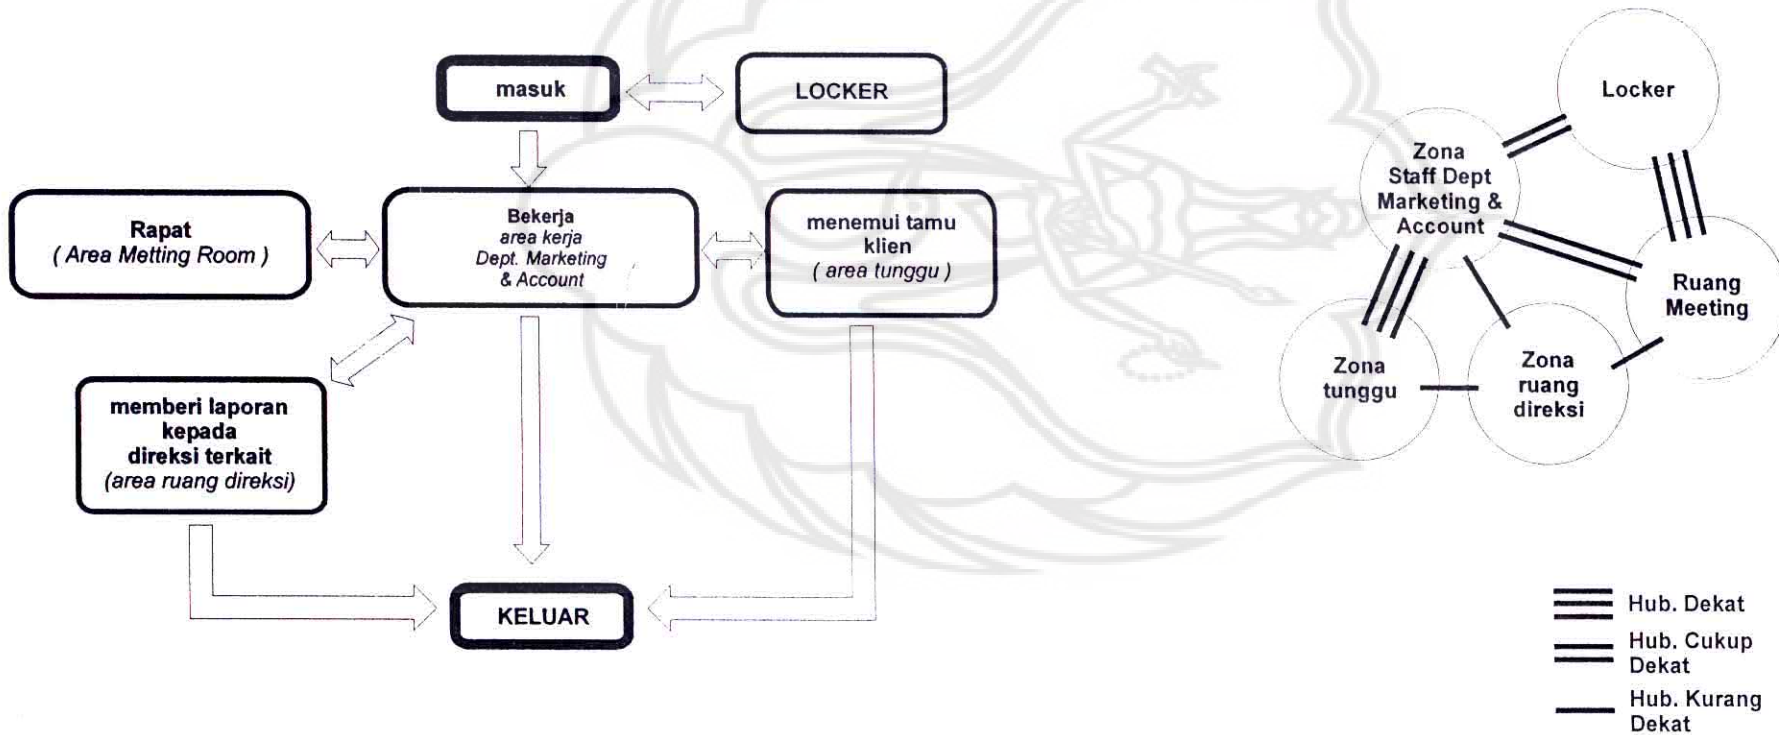 masuk
LOCKER
Rapat
( Area Metting Room )
Bekerja
area kerja
Dept. Marketing
& Account
menemui tamu
klien
( area tunggu )
memberi laporan
kepada
direksi terkait
(area ruang direksi)
KELUAR
Locker
Zona
Staff Dept
Marketing &
Account
Ruang
Meeting
Zona
tunggu
Zona
ruang
direksi
Hub. Dekat
Hub. Cukup
Dekat
Hub. Kurang
Dekat